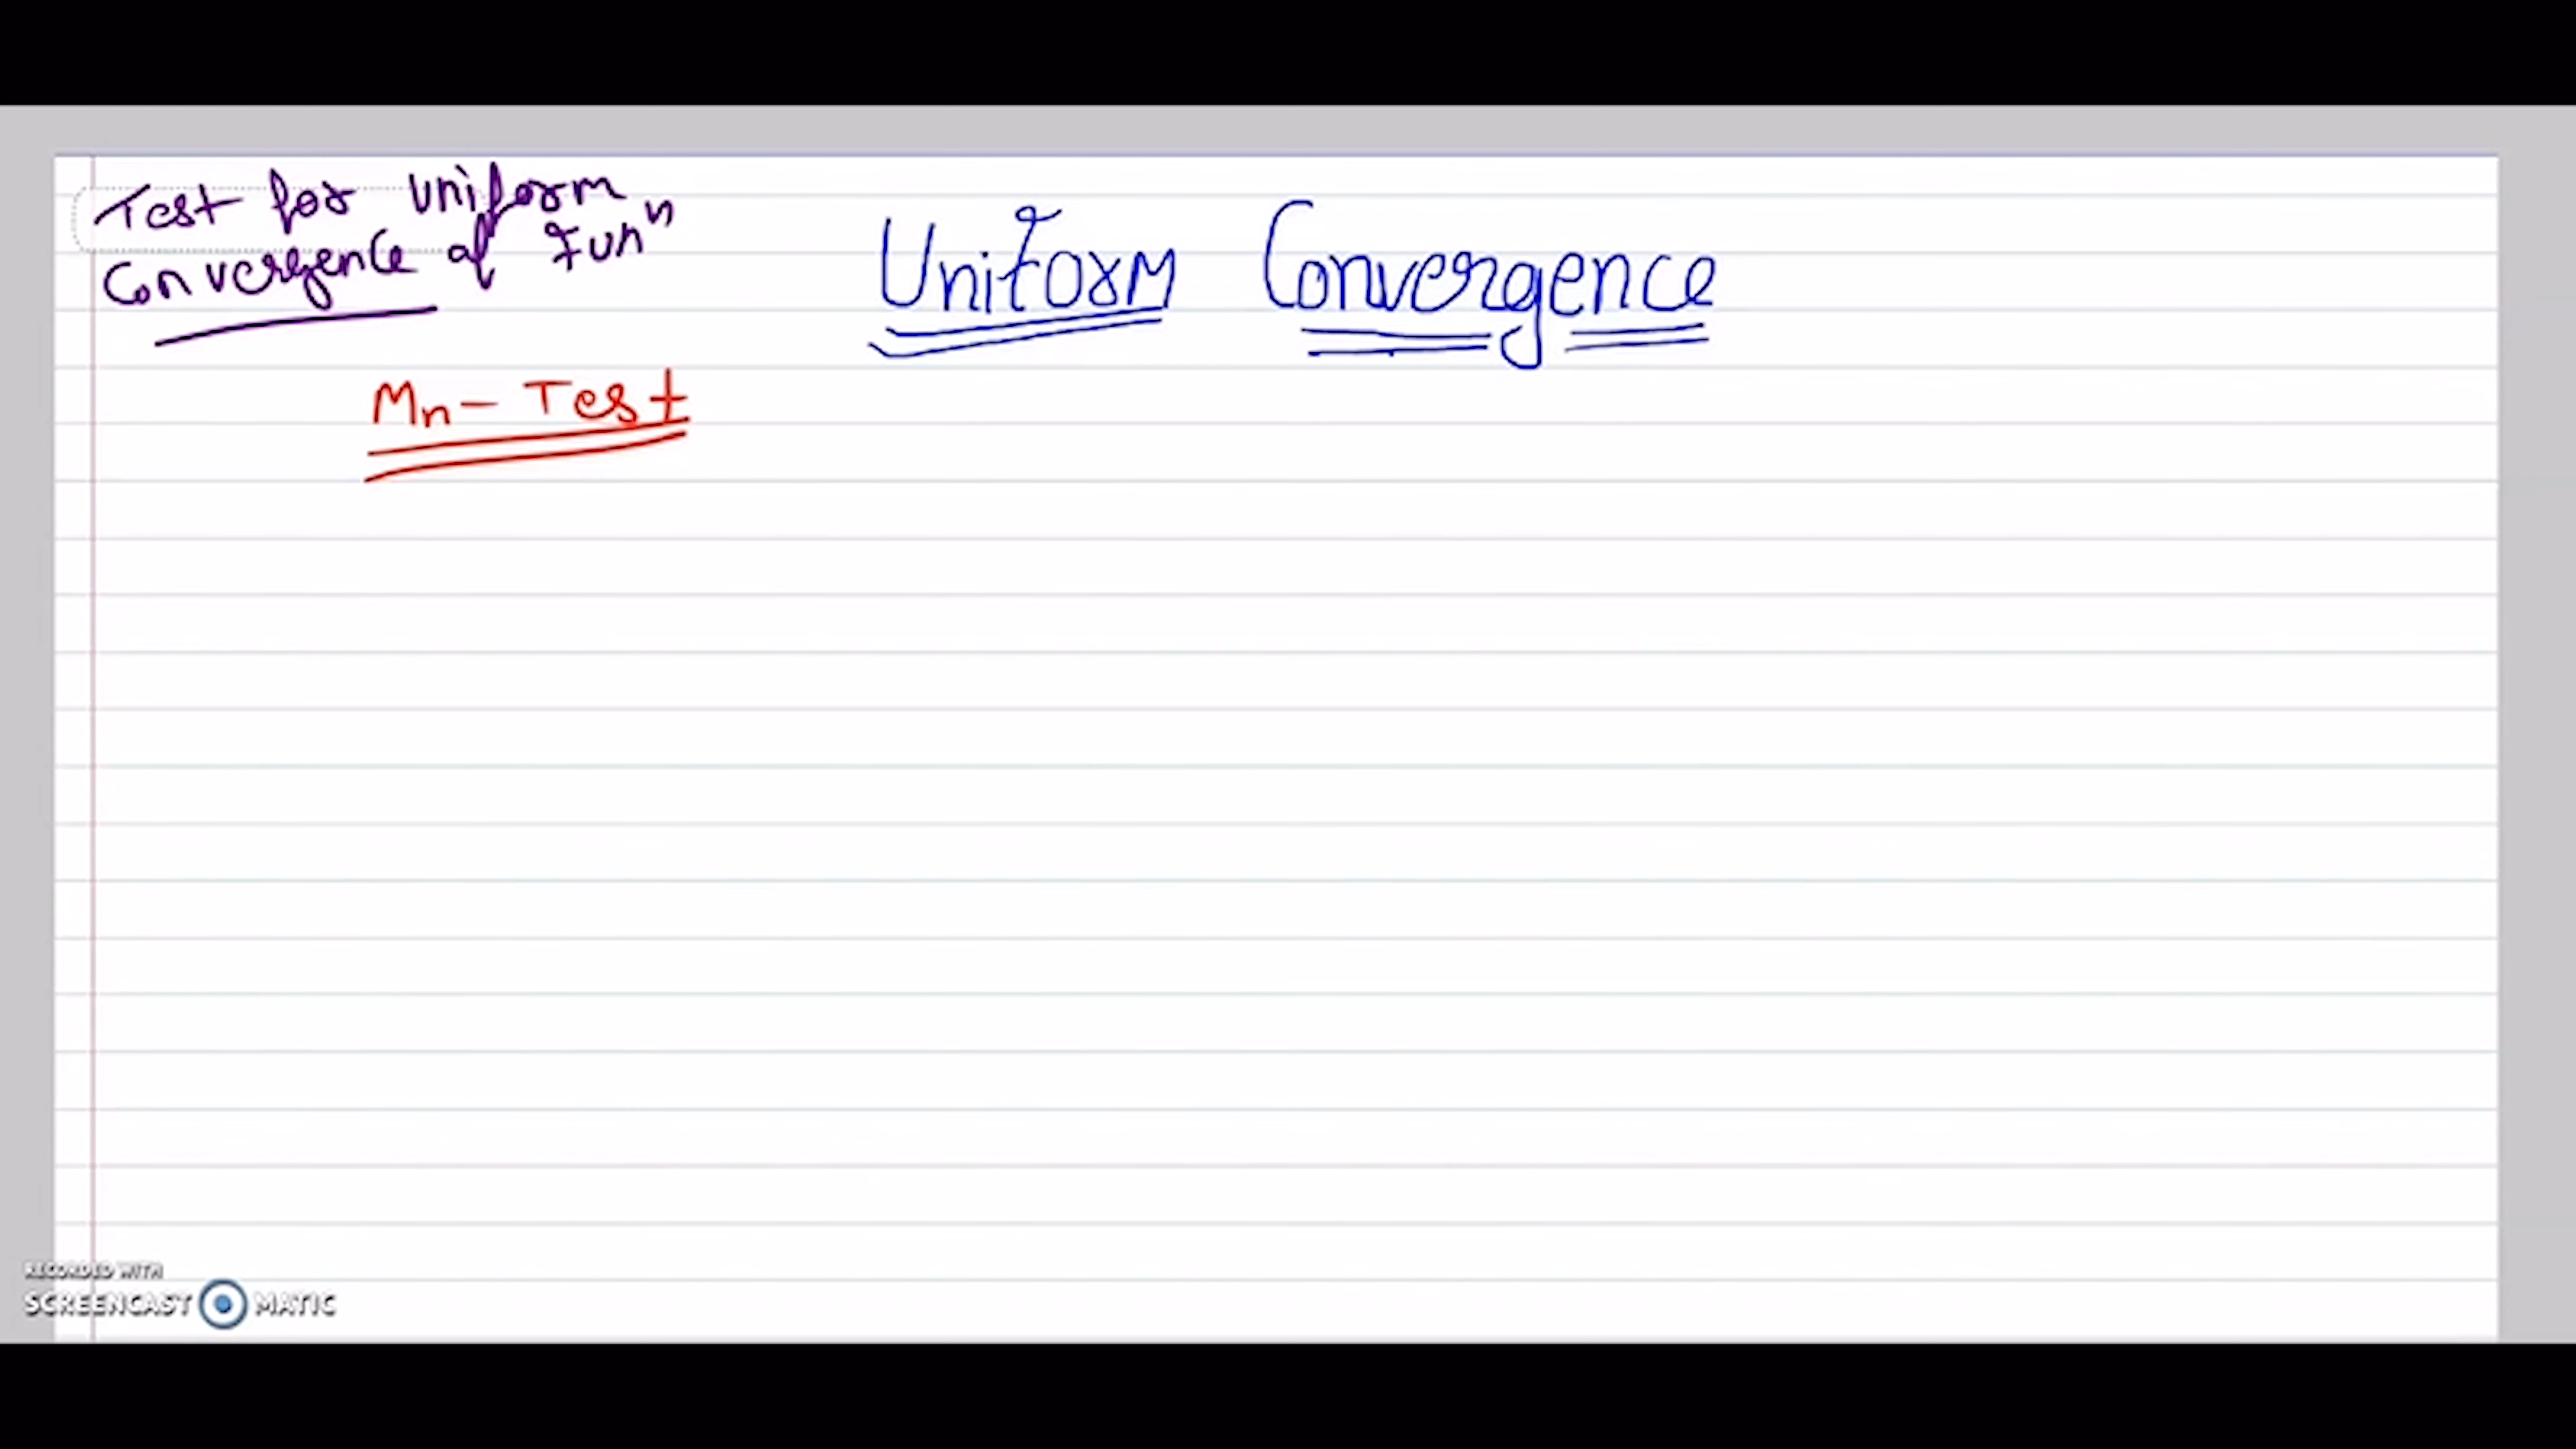 Test for Uniform
Convergence of Funⁿ
Uniform Convergence
Mn - Test
RECORDED WITH
SCREENCAST MATIC